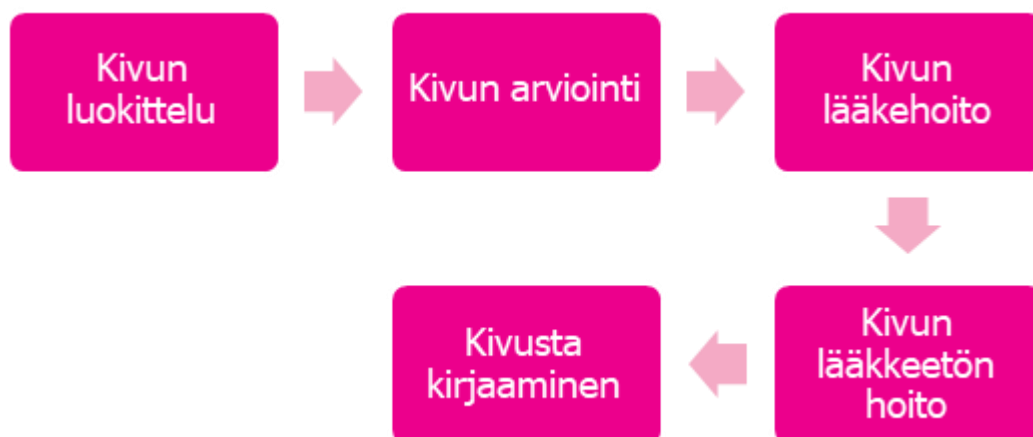 Kivun
luokittelu
Kivun arviointi
Kivun
lääkehoito
Kivun
lääkkeetön
hoito
Kivusta
kirjaaminen